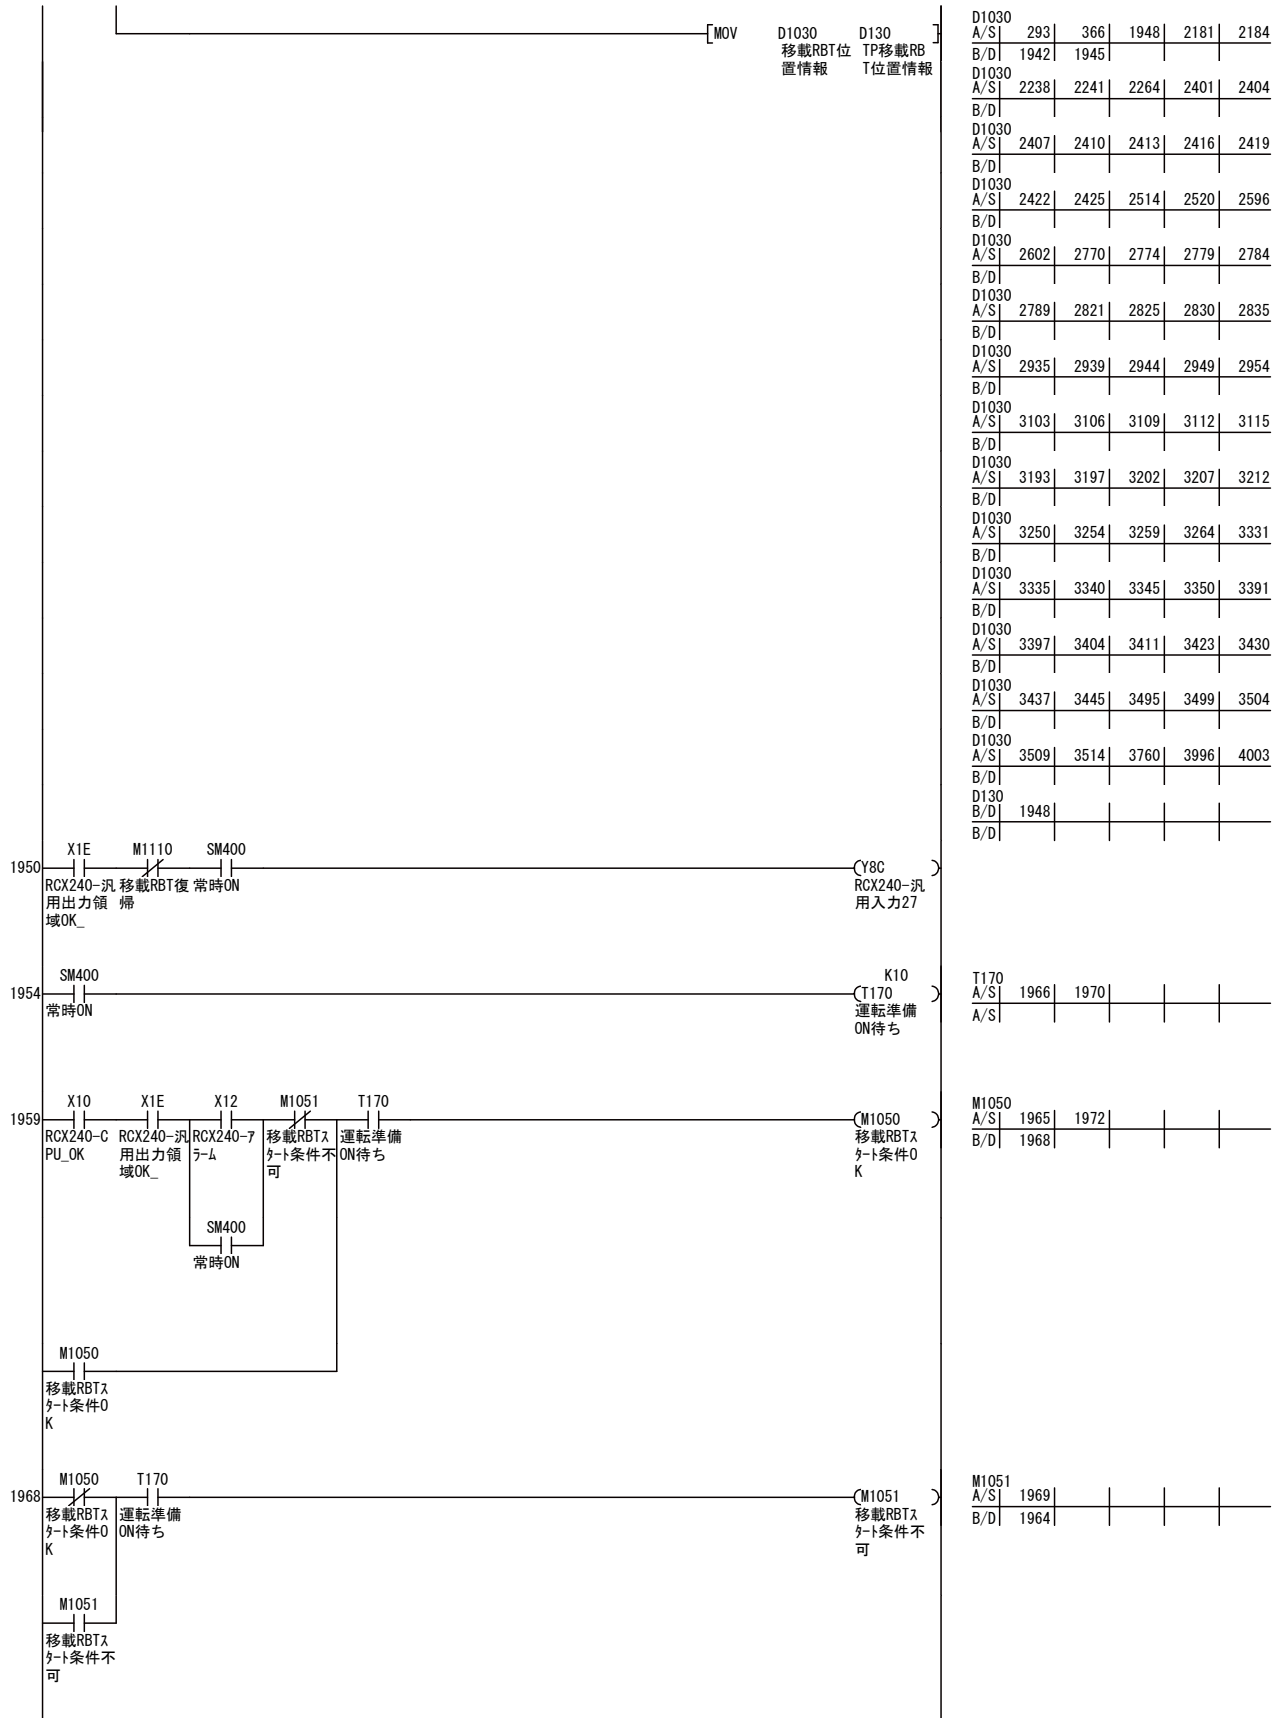 MOV D1030 D130
移載RBT位 TP移載RB
置情報 T位置情報
D1030
A/S 293 366 1948 2181 2184
B/D 1942 1945
D1030
A/S 2238 2241 2264 2401 2404
B/D
D1030
A/S 2407 2410 2413 2416 2419
B/D
D1030
A/S 2422 2425 2514 2520 2596
B/D
D1030
A/S 2602 2770 2774 2779 2784
B/D
D1030
A/S 2789 2821 2825 2830 2835
B/D
D1030
A/S 2935 2939 2944 2949 2954
B/D
D1030
A/S 3103 3106 3109 3112 3115
B/D
D1030
A/S 3193 3197 3202 3207 3212
B/D
D1030
A/S 3250 3254 3259 3264 3331
B/D
D1030
A/S 3335 3340 3345 3350 3391
B/D
D1030
A/S 3397 3404 3411 3423 3430
B/D
D1030
A/S 3437 3445 3495 3499 3504
B/D
D1030
A/S 3509 3514 3760 3996 4003
B/D
D130
B/D 1948
B/D
X1E M1110 SM400
1950 Y8C
RCX240-汎 移載RBT復 常時ON RCX240-汎
用出力領 帰 用入力27
域OK_
SM400 K10
1954 T170
常時ON 運転準備
ON待ち
T170
A/S 1966 1970
A/S
X10 X1E X12 M1051 T170
1959 M1050
RCX240-C RCX240-汎 RCX240-ｱ 移載RBTｽ 運転準備 移載RBTｽ
PU_OK 用出力領 ﾗｰﾑ ﾀｰﾄ条件不 ON待ち ﾀｰﾄ条件O
域OK_ 可 K
M1050
A/S 1965 1972
B/D 1968
SM400
常時ON
M1050
移載RBTｽ
ﾀｰﾄ条件O
K
M1050 T170
1968 M1051
移載RBTｽ 運転準備 移載RBTｽ
ﾀｰﾄ条件O ON待ち ﾀｰﾄ条件不
K 可
M1051
A/S 1969
B/D 1964
M1051
移載RBTｽ
ﾀｰﾄ条件不
可